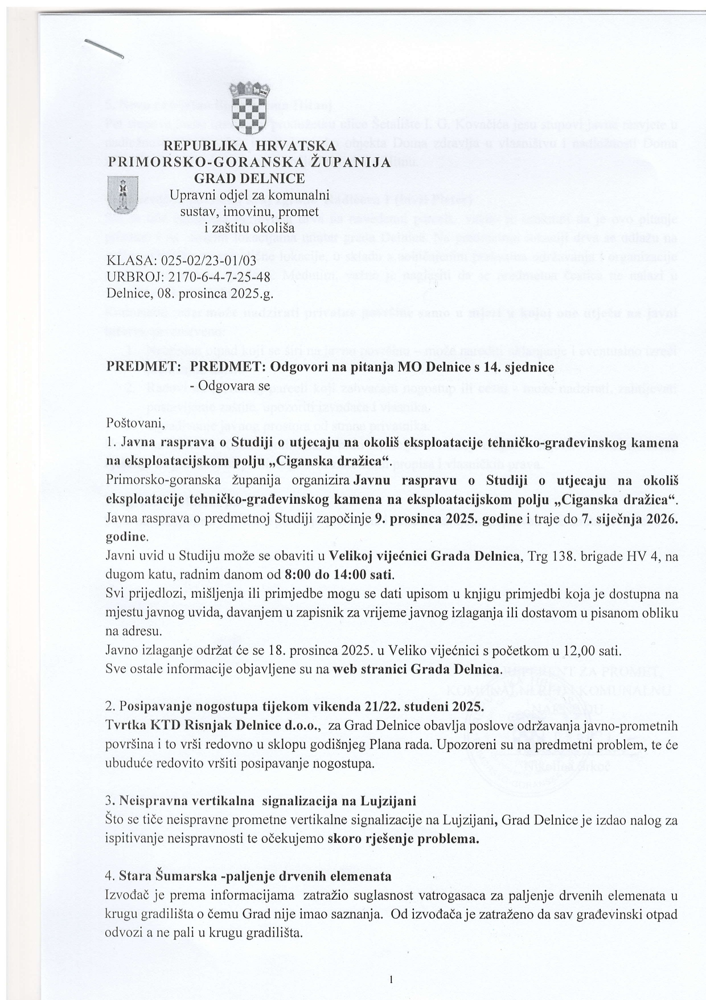 REPUBLIKA HRVATSKA
PRIMORSKO-GORANSKA ŽUPANIJA
GRAD DELNICE
Upravni odjel za komunalni
sustav, imovinu, promet
i zaštitu okoliša
KLASA: 025-02/23-01/03
URBROJ: 2170-6-4-7-25-48
Delnice, 08. prosinca 2025.g.
PREDMET: PREDMET: Odgovori na pitanja MO Delnice s 14. sjednice
- Odgovara se
Poštovani,
1. Javna rasprava o Studiji o utjecaju na okoliš eksploatacije tehničko-građevinskog kamena
na eksploatacijskom polju „Ciganska dražica“.
Primorsko-goranska županija organizira Javnu raspravu o Studiji o utjecaju na okoliš
eksploatacije tehničko-građevinskog kamena na eksploatacijskom polju „Ciganska dražica“.
Javna rasprava o predmetnoj Studiji započinje 9. prosinca 2025. godine i traje do 7. siječnja 2026.
godine.
Javni uvid u Studiju može se obaviti u Velikoj vijećnici Grada Delnica, Trg 138. brigade HV 4, na
dugom katu, radnim danom od 8:00 do 14:00 sati.
Svi prijedlozi, mišljenja ili primjedbe mogu se dati upisom u knjigu primjedbi koja je dostupna na
mjestu javnog uvida, davanjem u zapisnik za vrijeme javnog izlaganja ili dostavom u pisanom obliku
na adresu.
Javno izlaganje održat će se 18. prosinca 2025. u Veliko vijećnici s početkom u 12,00 sati.
Sve ostale informacije objavljene su na web stranici Grada Delnica.
2. Posipavanje nogostupa tijekom vikenda 21/22. studeni 2025.
Tvrtka KTD Risnjak Delnice d.o.o., za Grad Delnice obavlja poslove održavanja javno-prometnih
površina i to vrši redovno u sklopu godišnjeg Plana rada. Upozoreni su na predmetni problem, te će
ubuduće redovito vršiti posipavanje nogostupa.
3. Neispravna vertikalna signalizacija na Lujzijani
Što se tiče neispravne prometne vertikalne signalizacije na Lujzijani, Grad Delnice je izdao nalog za
ispitivanje neispravnosti te očekujemo skoro rješenje problema.
4. Stara Šumarska -paljenje drvenih elemenata
Izvođač je prema informacijama zatražio suglasnost vatrogasaca za paljenje drvenih elemenata u
krugu gradilišta o čemu Grad nije imao saznanja. Od izvođača je zatraženo da sav građevinski otpad
odvozi a ne pali u krugu gradilišta.
1